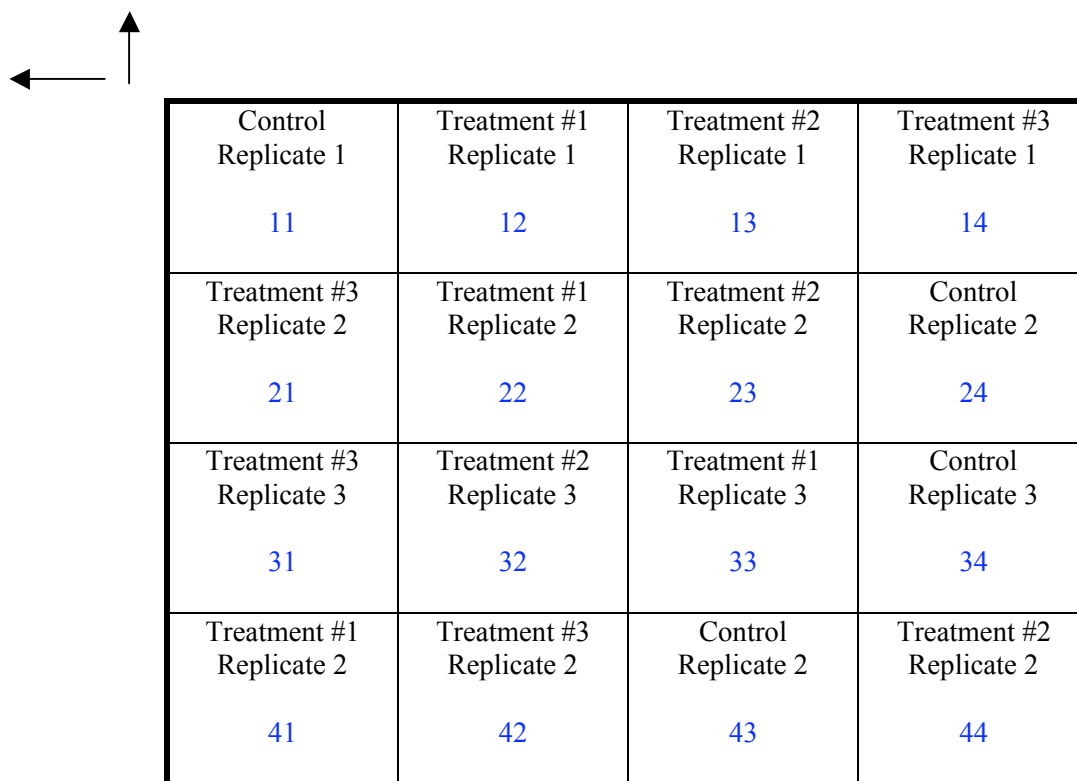 Control
Replicate 1
11
Treatment #1
Replicate 1
12
Treatment #2
Replicate 1
13
Treatment #3
Replicate 1
14
Treatment #3
Replicate 2
21
Treatment #1
Replicate 2
22
Treatment #2
Replicate 2
23
Control
Replicate 2
24
Treatment #3
Replicate 3
31
Treatment #2
Replicate 3
32
Treatment #1
Replicate 3
33
Control
Replicate 3
34
Treatment #1
Replicate 2
41
Treatment #3
Replicate 2
42
Control
Replicate 2
43
Treatment #2
Replicate 2
44